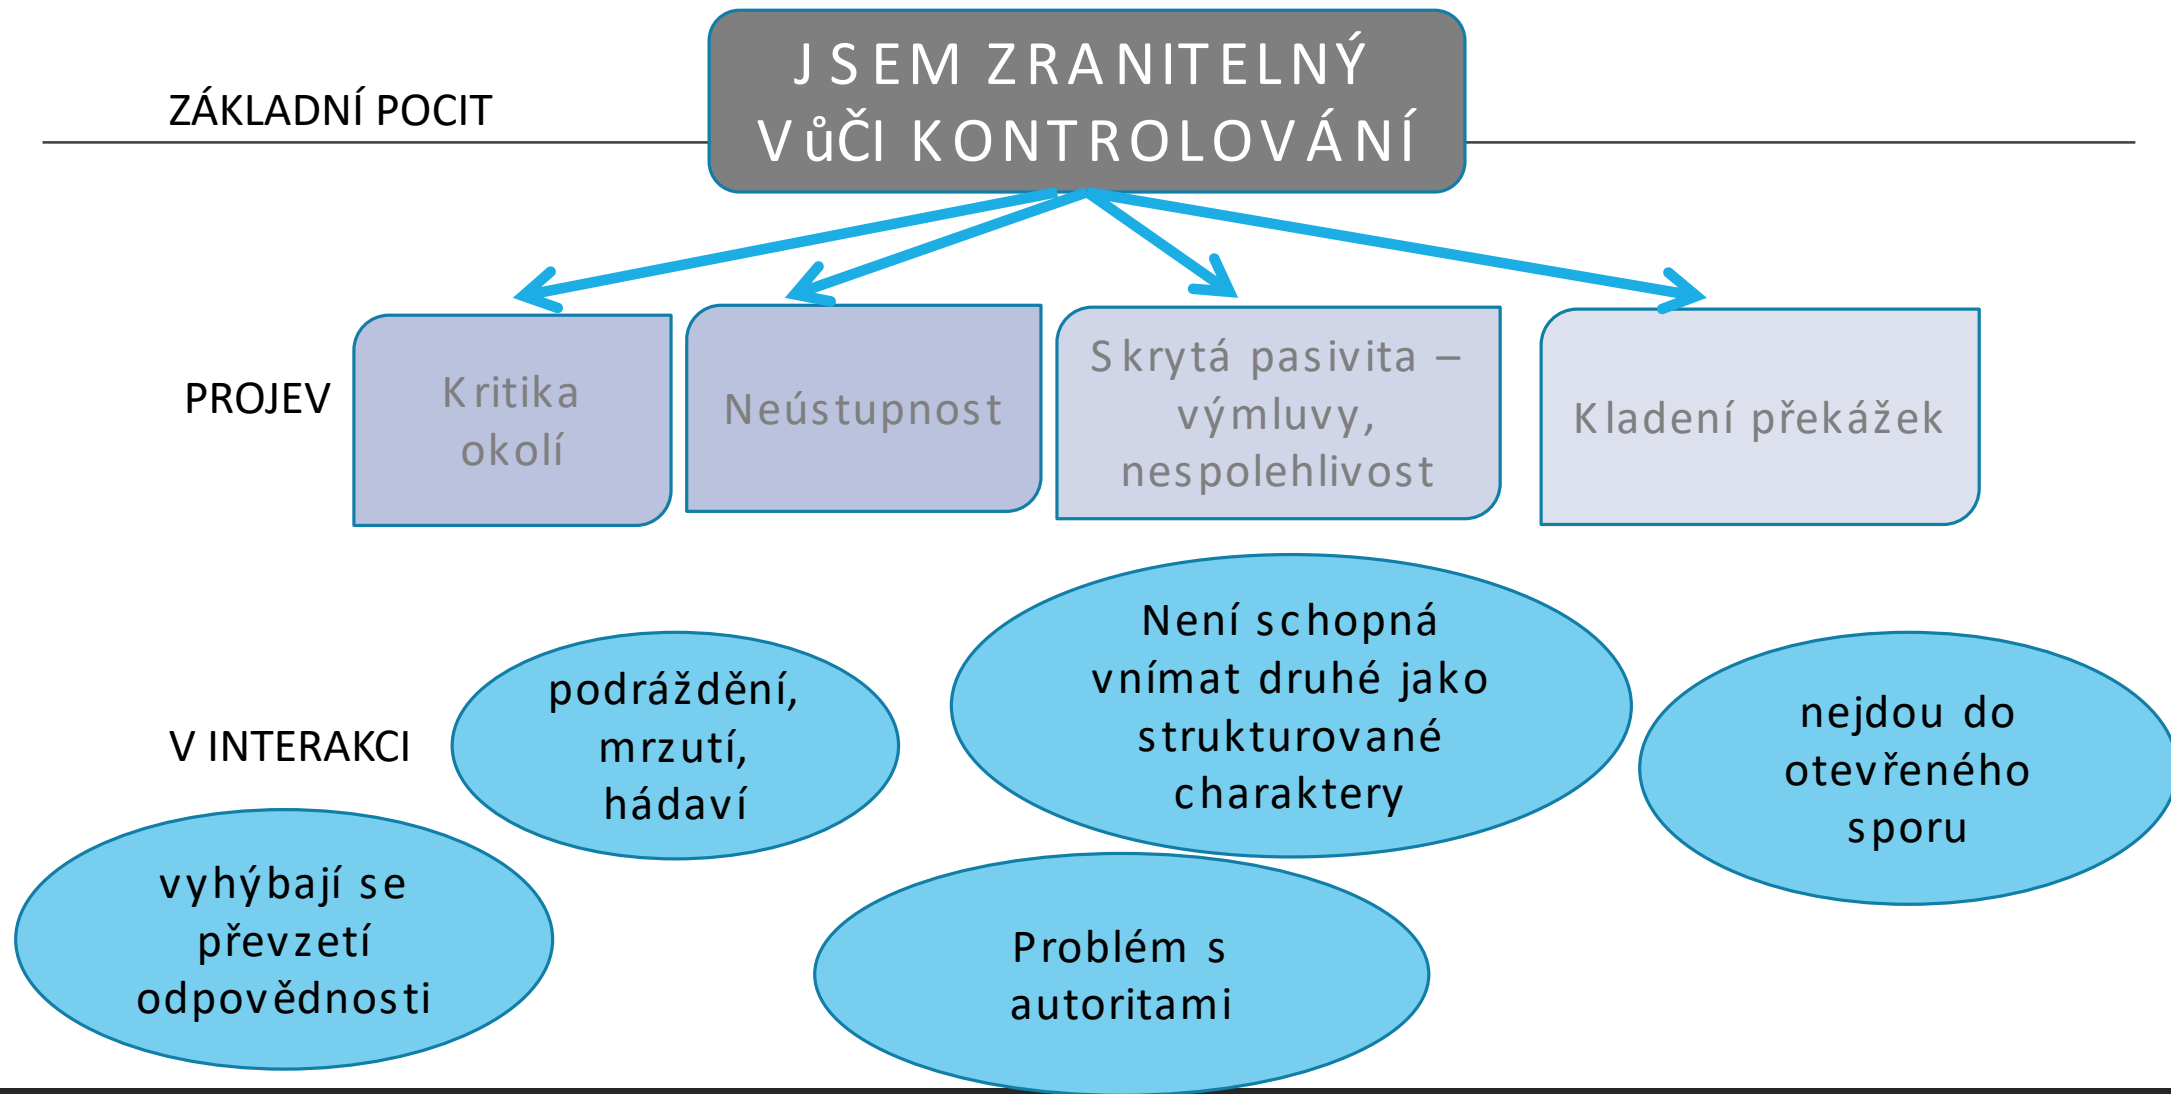 ZÁKLADNÍ POCIT
JSEM ZRANITELNÝ
VůČI KONTROLOVÁNÍ
PROJEV
Kritika
okolí
Neústupnost
Skrytá pasivita –
výmluvy,
nespolehlivost
Kladení překážek
V INTERAKCI
podráždění,
mrzutí,
hádaví
Není schopná
vnímat druhé jako
strukturované
charaktery
nejdou do
otevřeného
sporu
vyhýbají se
převzetí
odpovědnosti
Problém s
autoritami